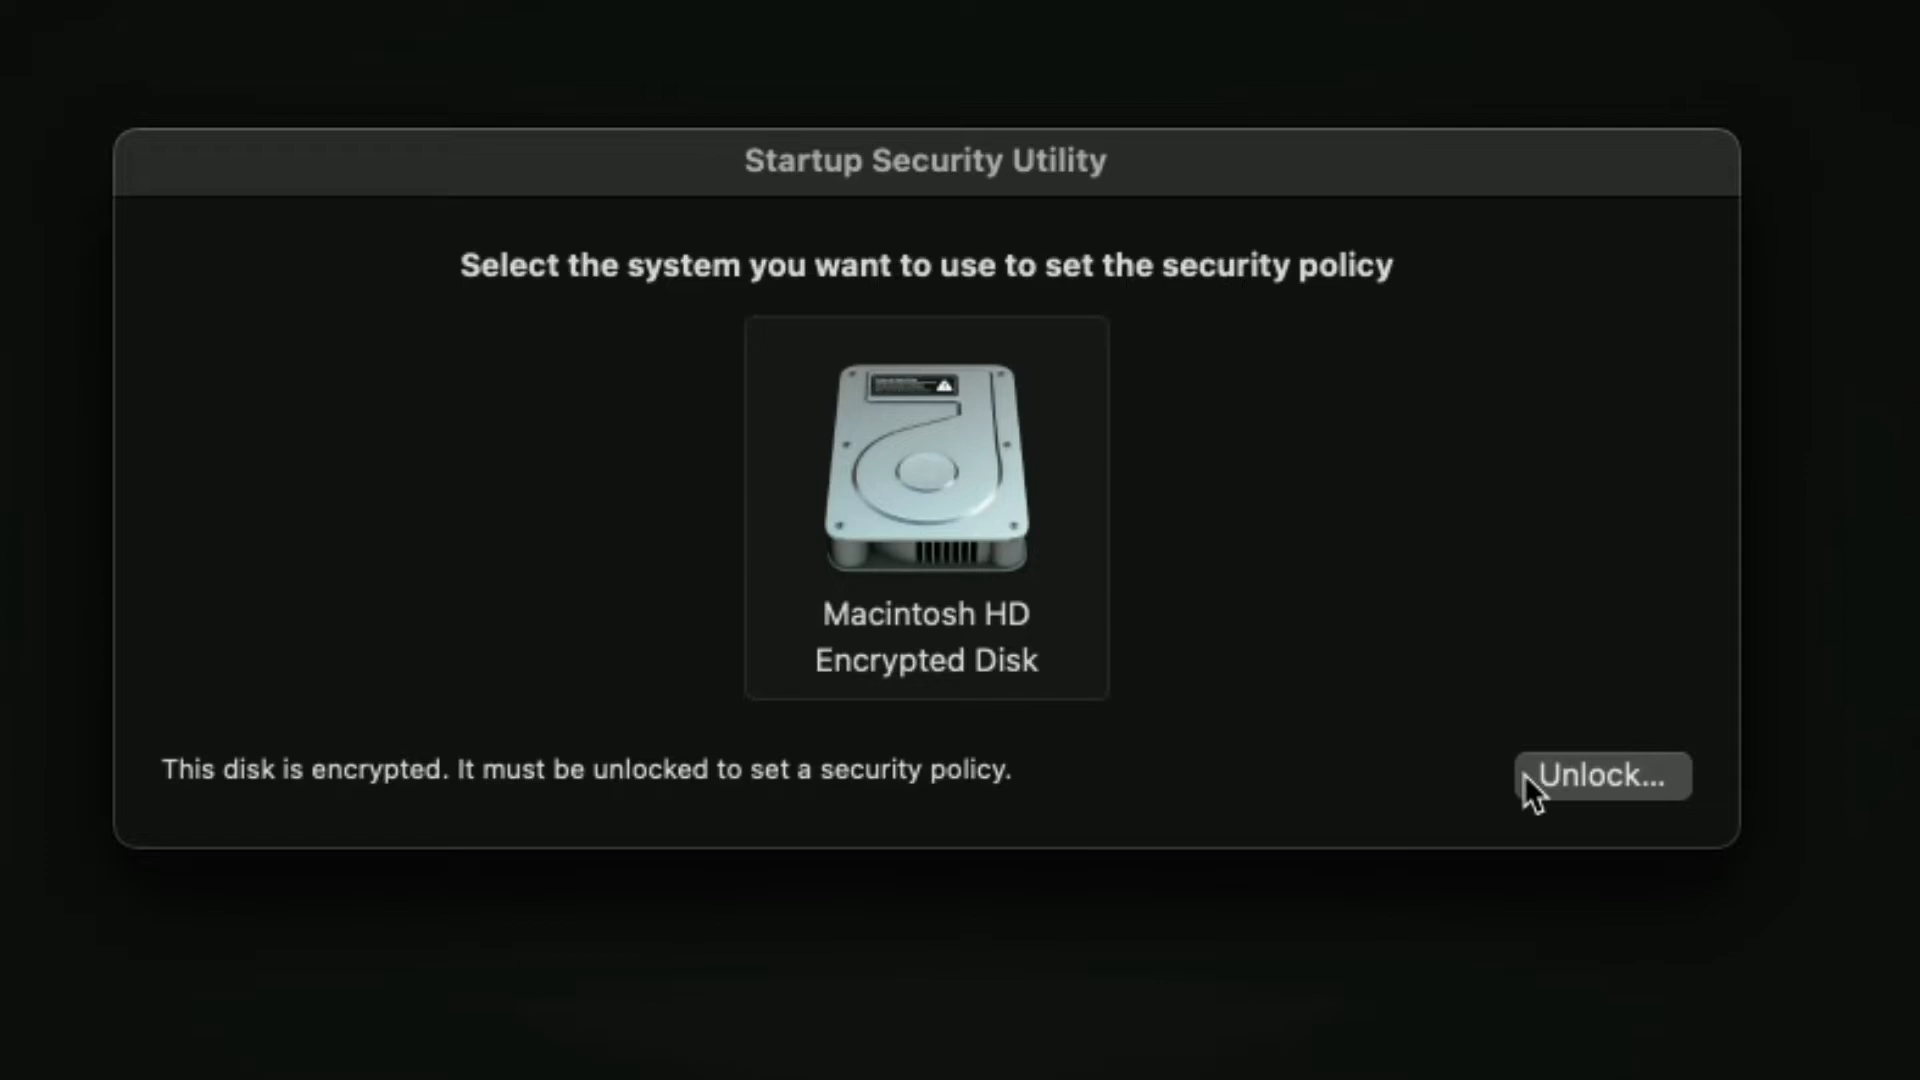 Startup Security Utility
Select the system you want to use to set the security policy
Macintosh HD
Encrypted Disk
This disk is encrypted. It must be unlocked to set a security policy.
Unlock...